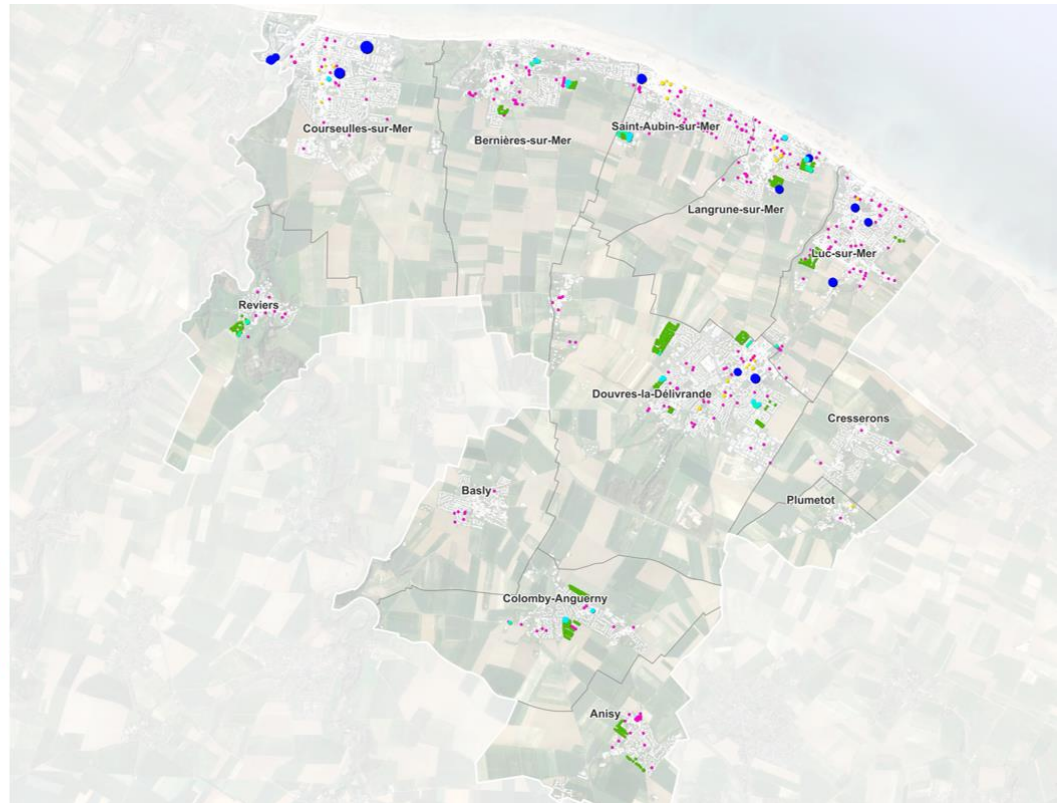 Courseulles-sur-Mer
Bernières-sur-Mer
Saint-Aubin-sur-Mer
Langrune-sur-Mer
Luc-sur-Mer
Reviers
Douvres-la-Délivrande
Cresserons
Basly
Plumetot
Colomby-Anguerny
Anisy